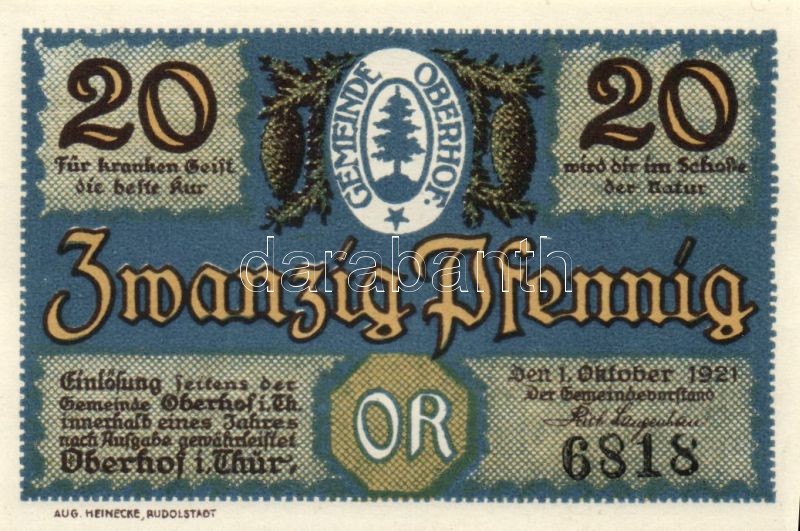 20
Für kranken Geist
die beste Kur
GEMEINDE OBERHOF
20
wird dir im Schoße
der Natur
Zwanzig Pfennig
darabanth
Einlösung seitens der
Gemeinde Oberhof i. Th.
innerhalb eines Jahres
nach Ausgabe gewährleistet
Oberhof i. Thür.
OR
Den 1. Oktober 1921
Der Gemeindevorstand
6818
AUG. HEINECKE, RUDOLSTADT